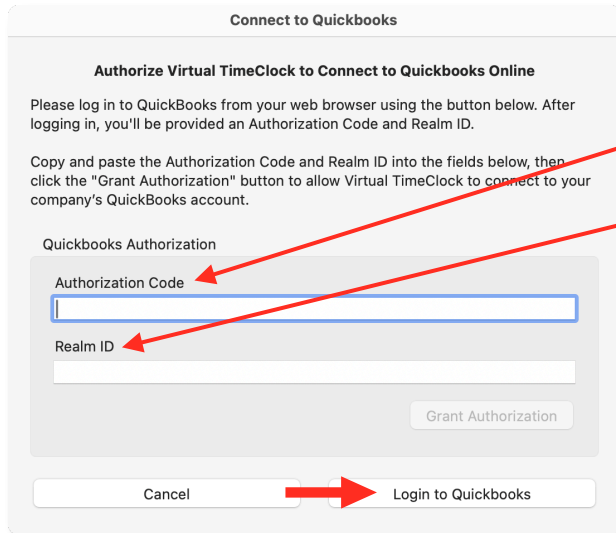 Connect to Quickbooks
Authorize Virtual TimeClock to Connect to Quickbooks Online
Please log in to QuickBooks from your web browser using the button below. After
logging in, you'll be provided an Authorization Code and Realm ID.
Copy and paste the Authorization Code and Realm ID into the fields below, then
click the "Grant Authorization" button to allow Virtual TimeClock to connect to your
company's QuickBooks account.
Quickbooks Authorization
Authorization Code
Realm ID
Grant Authorization
Cancel
Login to Quickbooks